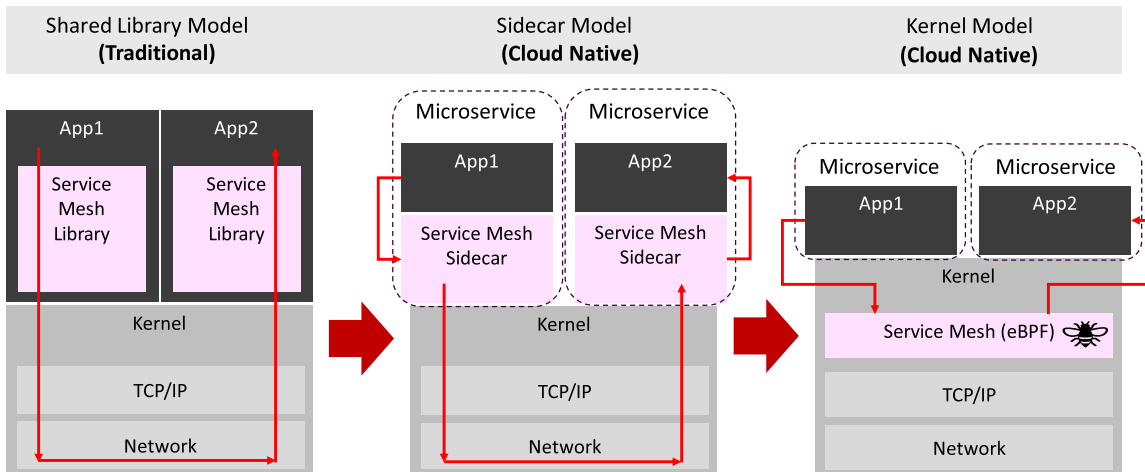 Shared Library Model
(Traditional)
Sidecar Model
(Cloud Native)
Kernel Model
(Cloud Native)
App1
App2
Service
Mesh
Library
Service
Mesh
Library
Kernel
TCP/IP
Network
Microservice
Microservice
App1
App2
Service Mesh
Sidecar
Service Mesh
Sidecar
Kernel
TCP/IP
Network
Microservice
Microservice
App1
App2
Kernel
Service Mesh (eBPF)
TCP/IP
Network